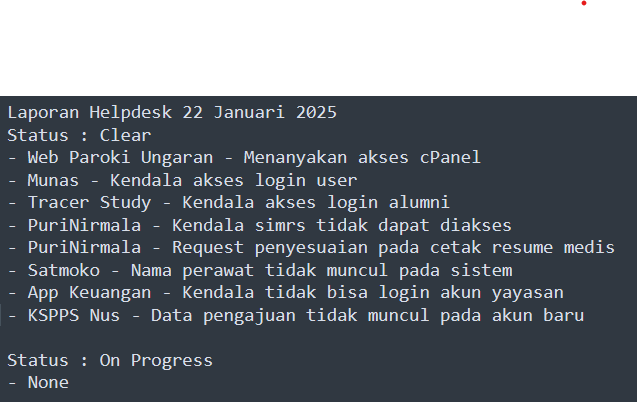 Laporan Helpdesk 22 Januari 2025
Status : Clear
- Web Paroki Ungaran - Menanyakan akses cPanel
- Munas - Kendala akses login user
- Tracer Study - Kendala akses login alumni
- PuriNirmala - Kendala simrs tidak dapat diakses
- PuriNirmala - Request penyesuaian pada cetak resume medis
- Satmoko - Nama perawat tidak muncul pada sistem
- App Keuangan - Kendala tidak bisa login akun yayasan
- KSPPS Nus - Data pengajuan tidak muncul pada akun baru
Status : On Progress
- None